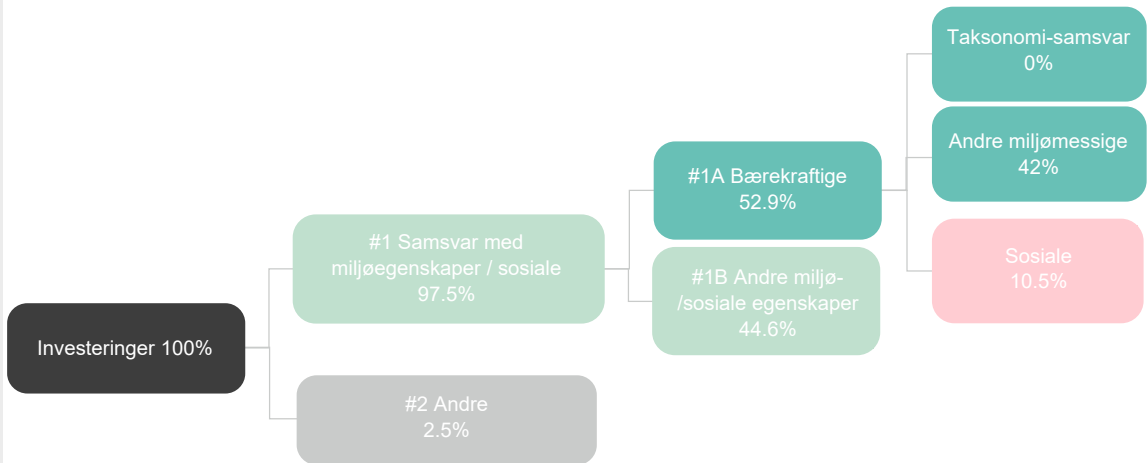 Investeringer 100%
#1 Samsvar med
miljøegenskaper / sosiale
97.5%
#2 Andre
2.5%
#1A Bærekraftige
52.9%
#1B Andre miljø-
/sosiale egenskaper
44.6%
Taksonomi-samsvar
0%
Andre miljømessige
42%
Sosiale
10.5%